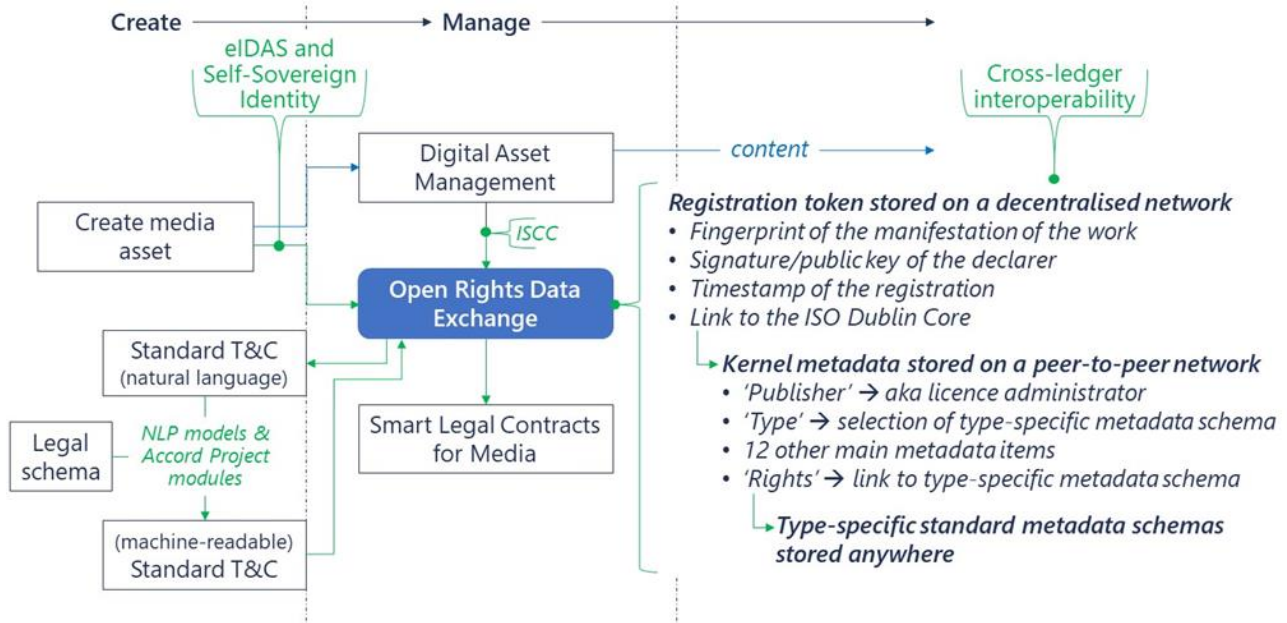 Create
Manage
eIDAS and
Self-Sovereign
Identity
Cross-ledger
interoperability
Create media
asset
Digital Asset
Management
content
ISCC
Open Rights Data
Exchange
Standard T&C
(natural language)
Legal
schema
NLP models &
Accord Project
modules
(machine-readable)
Standard T&C
Smart Legal Contracts
for Media
Registration token stored on a decentralised network
• Fingerprint of the manifestation of the work
• Signature/public key of the declarer
• Timestamp of the registration
• Link to the ISO Dublin Core
Kernel metadata stored on a peer-to-peer network
• ‘Publisher’ → aka licence administrator
• ‘Type’ → selection of type-specific metadata schema
• 12 other main metadata items
• ‘Rights’ → link to type-specific metadata schema
Type-specific standard metadata schemas
stored anywhere